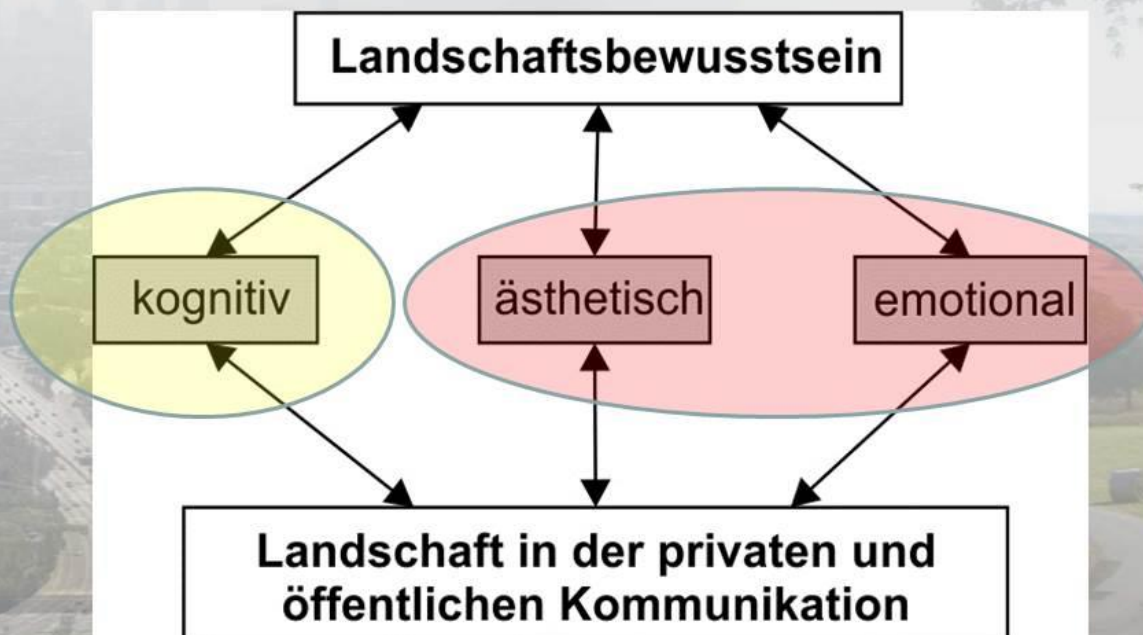 Landschaftsbewusstsein
kognitiv
ästhetisch
emotional
Landschaft in der privaten und
öffentlichen Kommunikation